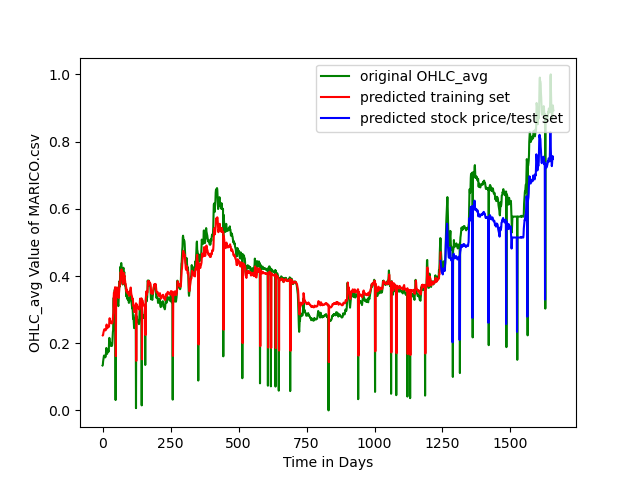 original OHLC_avg
predicted training set
predicted stock price/test set
OHLC_avg Value of MARICO.csv
1.0
0.8
0.6
0.4
0.2
0.0
0 250 500 750 1000 1250 1500
Time in Days